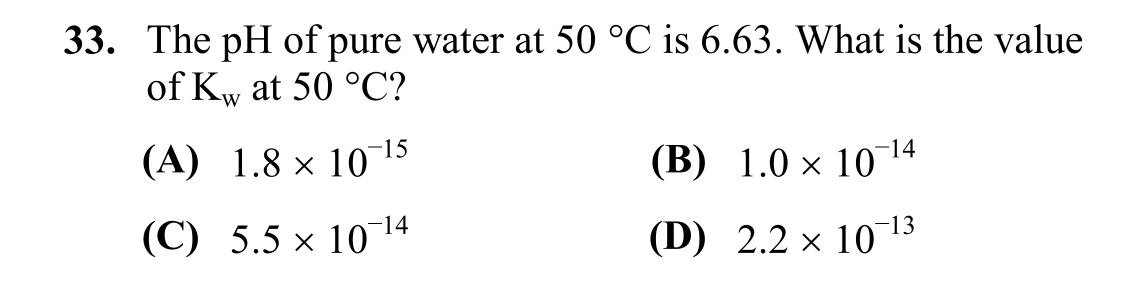 33. The pH of pure water at 50 °C is 6.63. What is the value
of K_w at 50 °C?
(A) 1.8 × 10⁻¹⁵ (B) 1.0 × 10⁻¹⁴
(C) 5.5 × 10⁻¹⁴ (D) 2.2 × 10⁻¹³